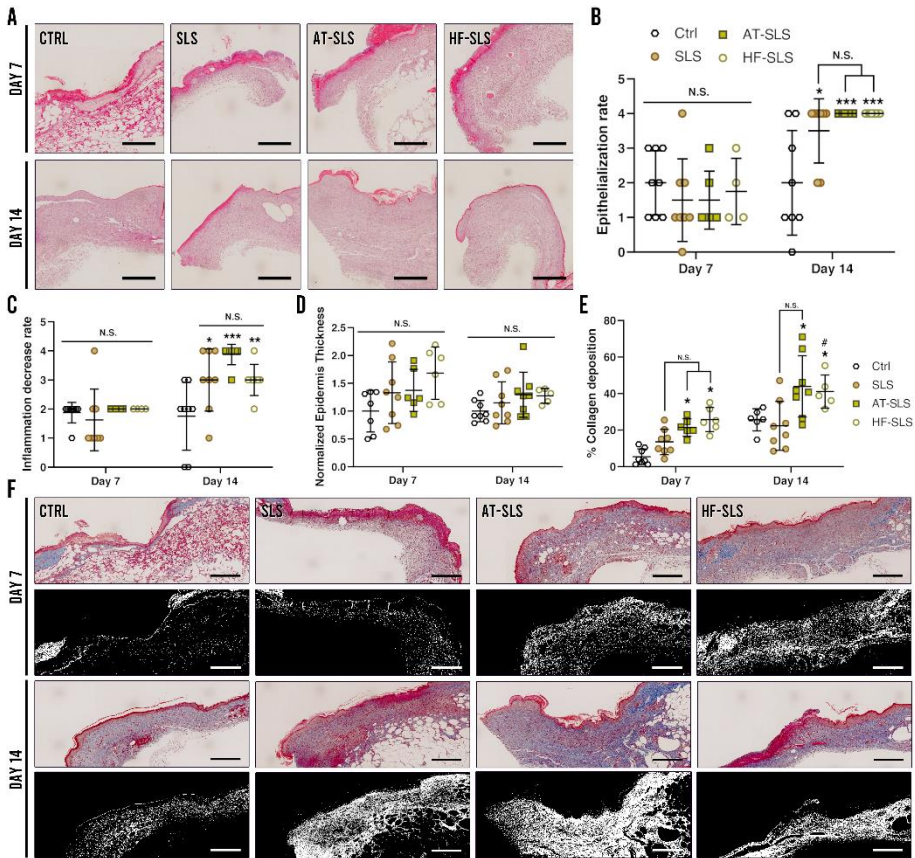 A
CTRL
SLS
AT-SLS
HF-SLS
DAY 7
DAY 14
B
Ctrl
AT-SLS
SLS
HF-SLS
Epithelialization rate
5
4
3
2
1
0
N.S.
N.S.
*
***
***
Day 7
Day 14
C
Inflammation decrease rate
5
4
3
2
1
0
N.S.
N.S.
*
***
**
Day 7
Day 14
D
Normalized Epidermis Thickness
2.5
2.0
1.5
1.0
0.5
0.0
N.S.
N.S.
Day 7
Day 14
E
% Collagen deposition
80
60
40
20
0
N.S.
*
*
N.S.
*
#
*
Day 7
Day 14
Ctrl
SLS
AT-SLS
HF-SLS
F
CTRL
SLS
AT-SLS
HF-SLS
DAY 7
DAY 14